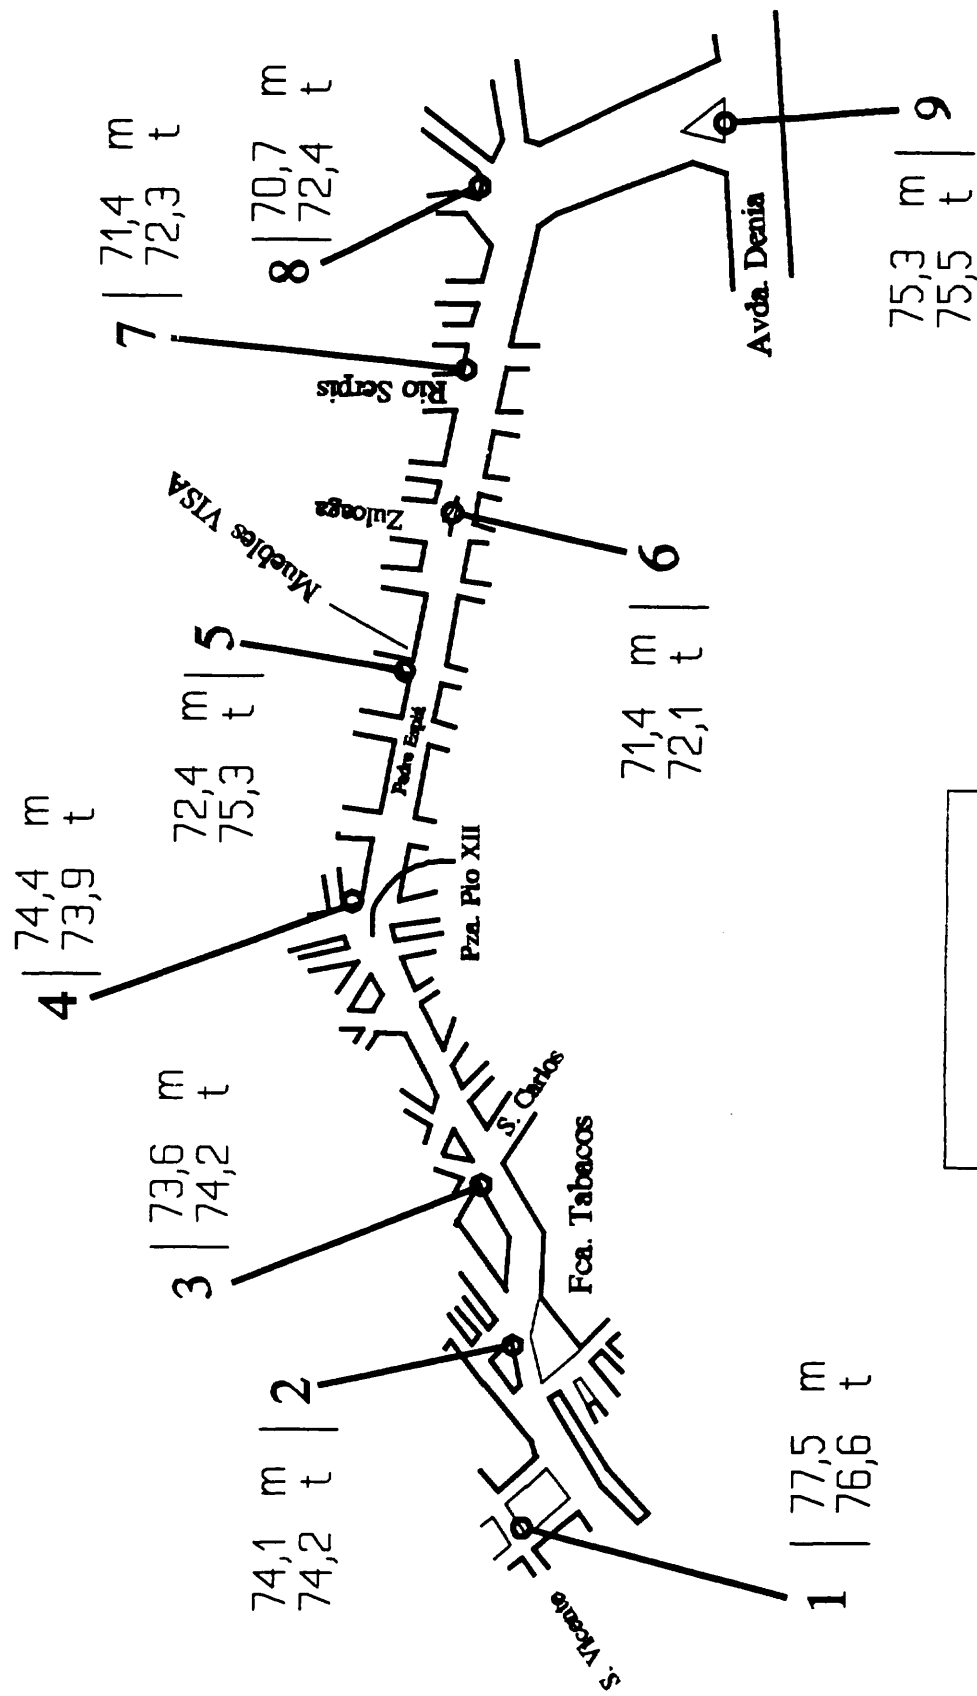 1
77,5 m
76,6 t
2
74,1 m
74,2 t
3
73,6 m
74,2 t
4
74,4 m
73,9 t
5
72,4 m
75,3 t
6
71,4 m
72,1 t
7
71,4 m
72,3 t
8
70,7 m
72,4 t
9
75,3 m
75,5 t
S. Vicente
Fca. Tabacos
S. Carlos
Pza. Pio XII
Padre Esplá
Muebles VISA
Zuloaga
Rio Serpis
Avda. Denia